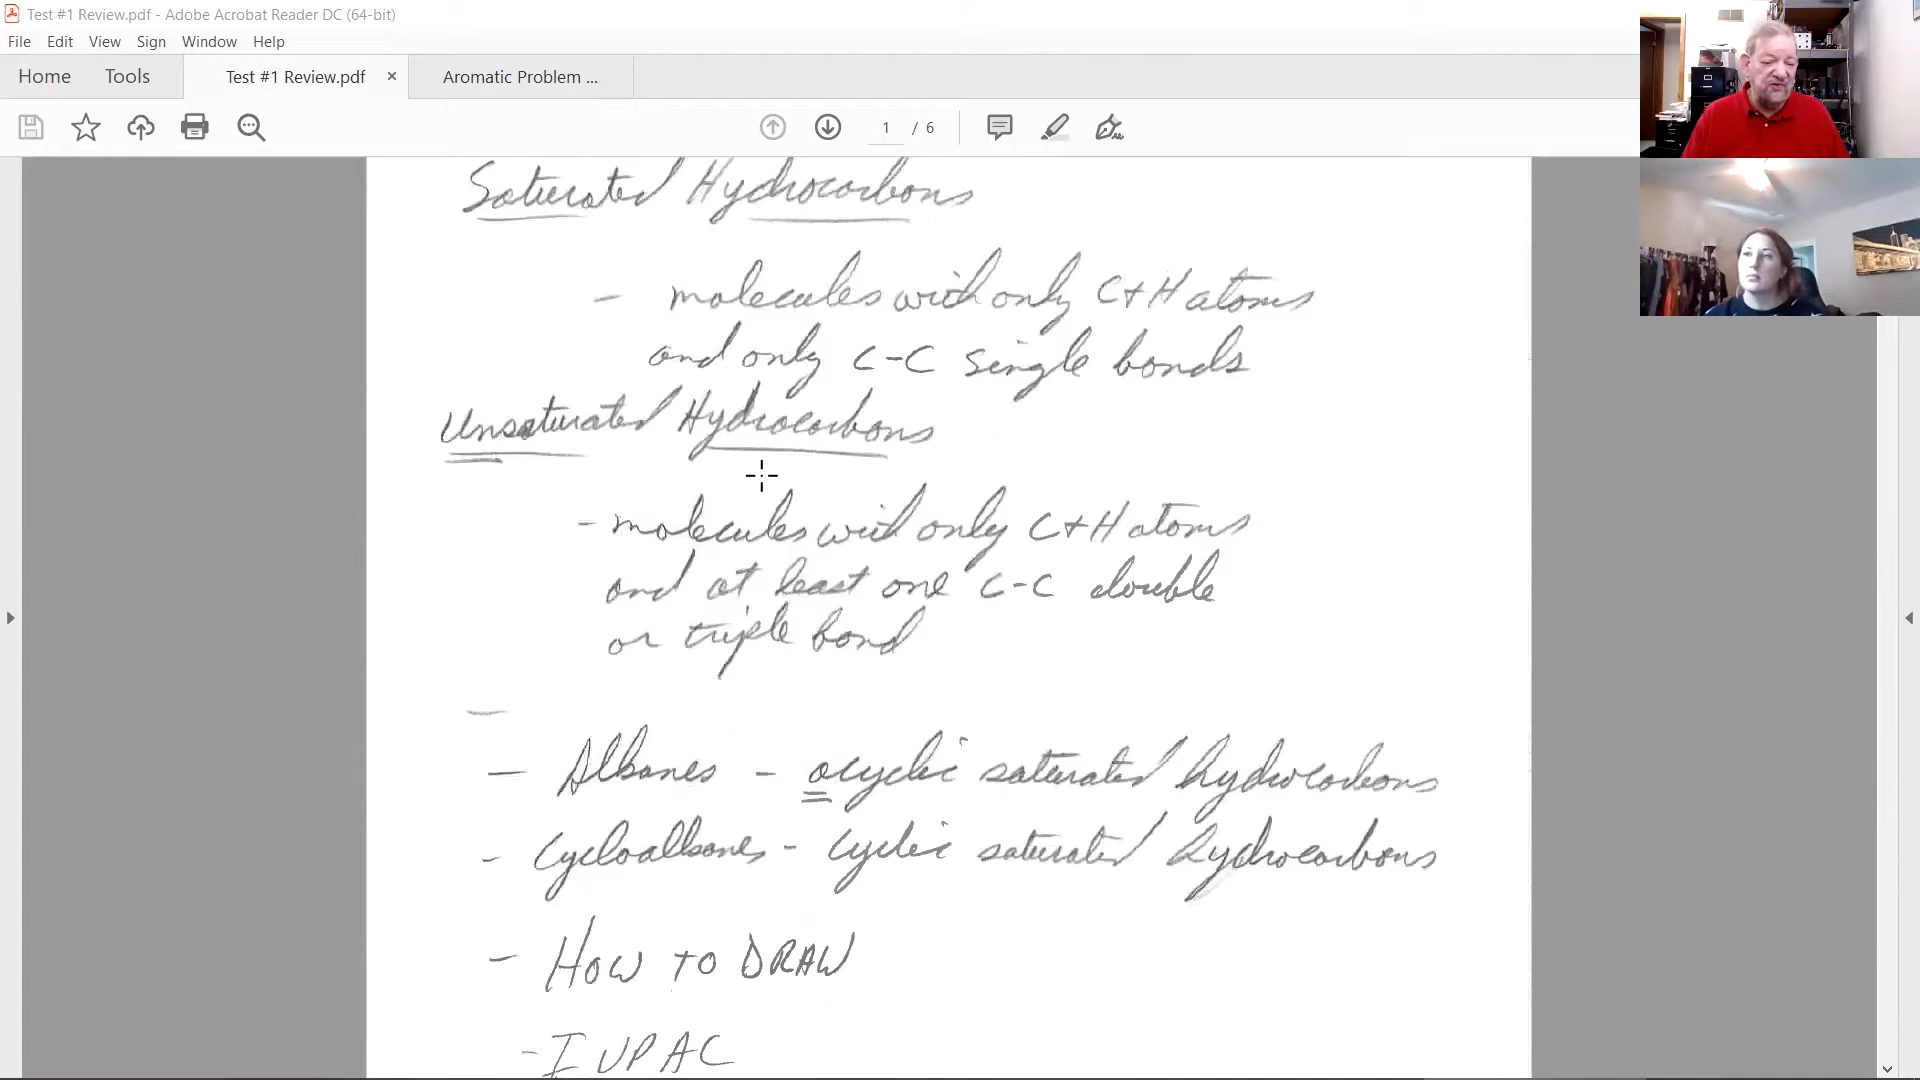 Test #1 Review.pdf - Adobe Acrobat Reader DC (64-bit)
File Edit View Sign Window Help
Home Tools Test #1 Review.pdf × Aromatic Problem ...
1 / 6
Saturated Hydrocarbons
- molecules with only C + H atoms
and only C-C single bonds
Unsaturated Hydrocarbons
- molecules with only C + H atoms
and at least one C-C double
or triple bond
-
- Alkanes - acyclic saturated hydrocarbons
- Cycloalkanes - cyclic saturated hydrocarbons
- HOW TO DRAW
- IUPAC